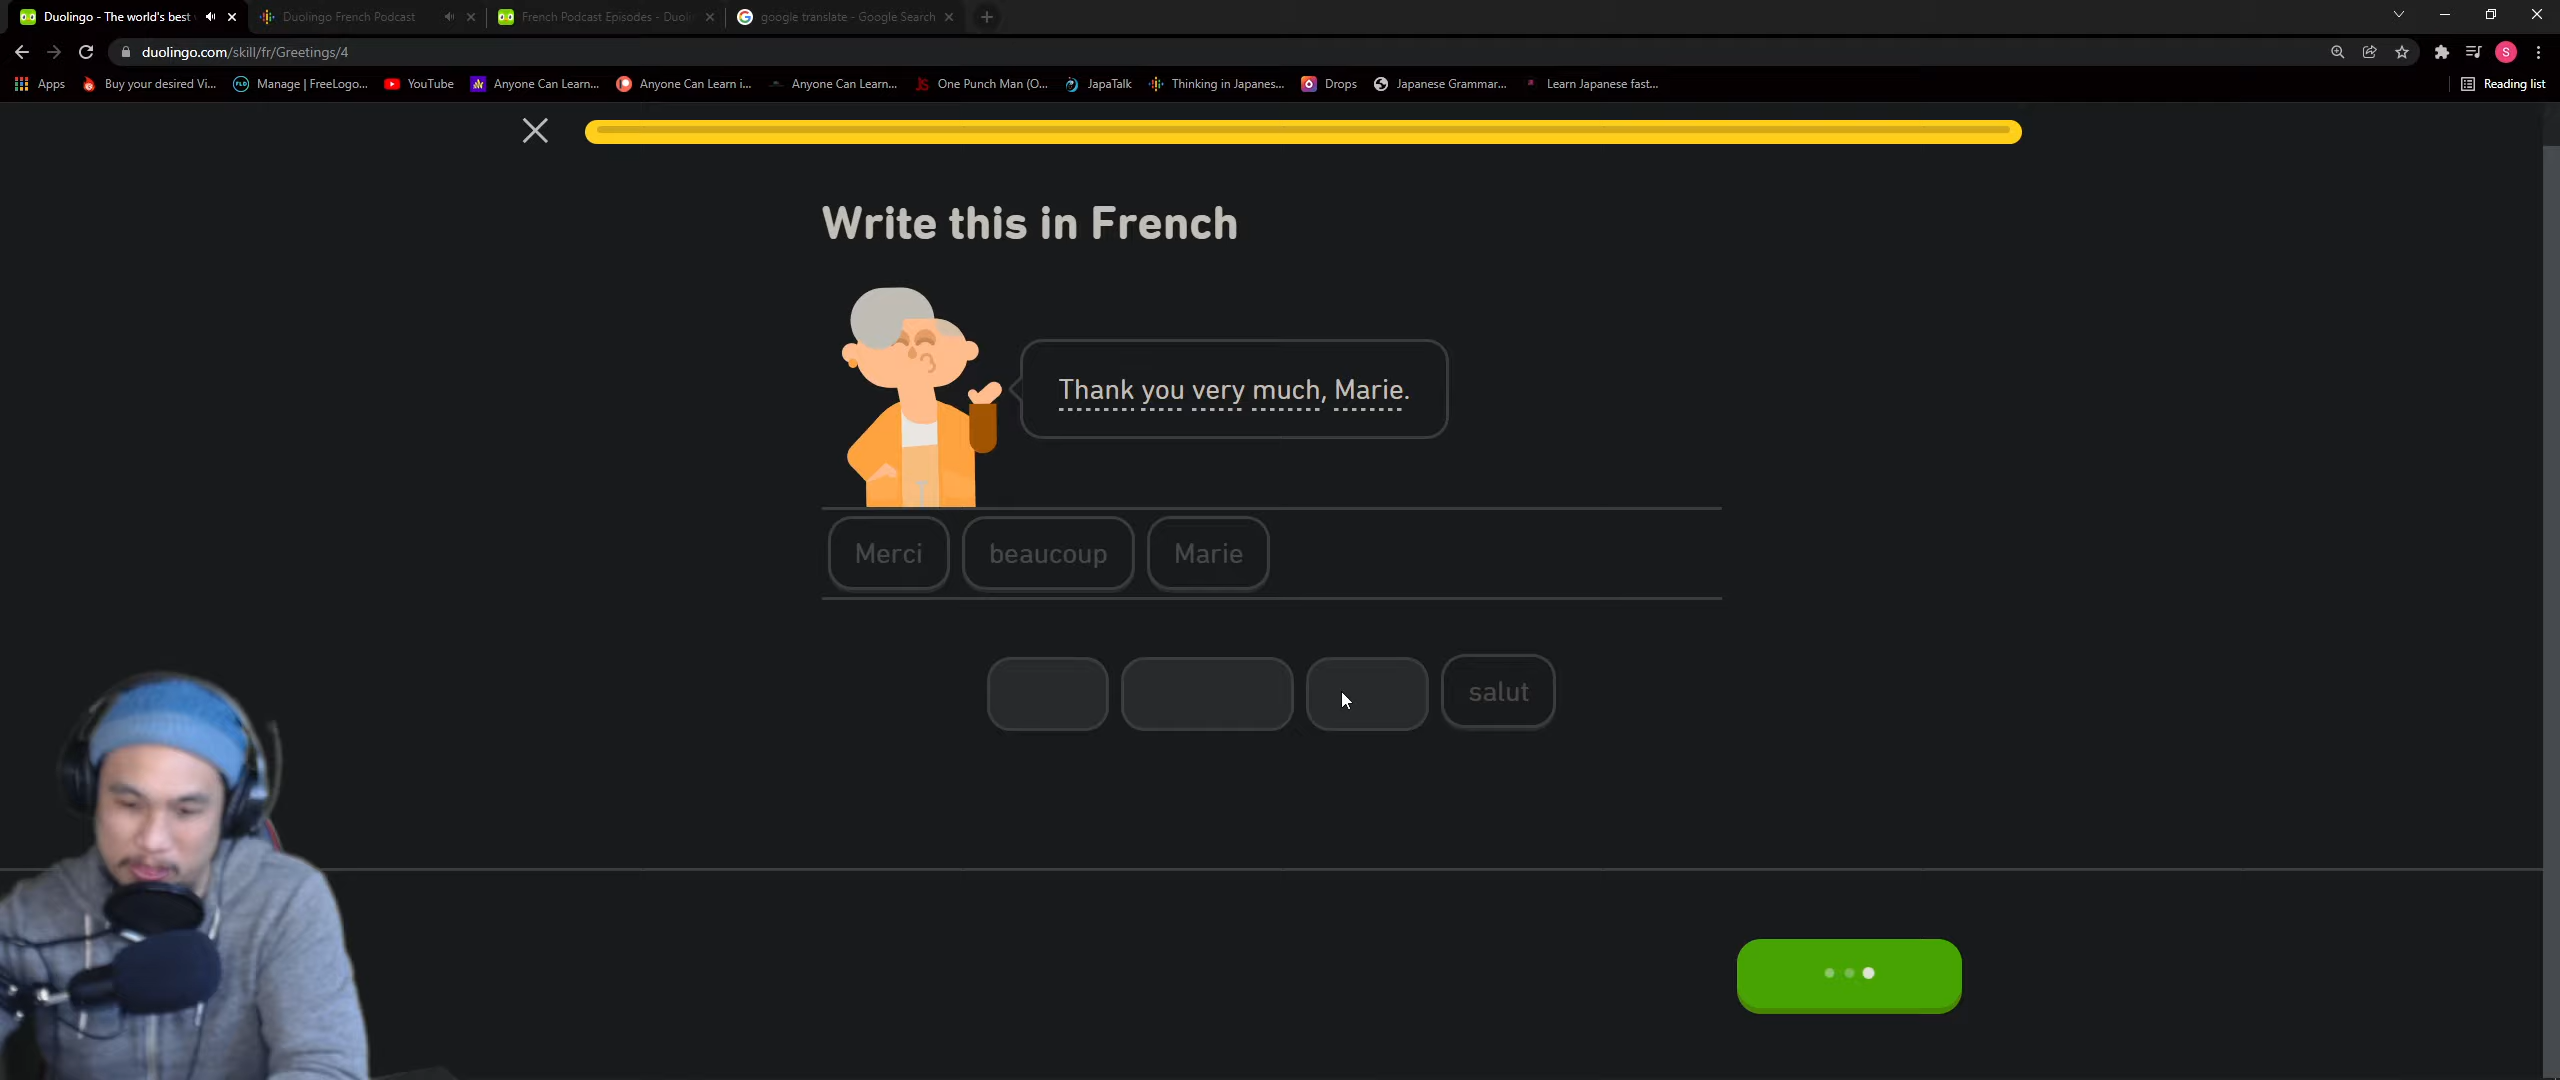 Duolingo - The world's best
Duolingo French Podcast
French Podcast Episodes - Duoli
google translate - Google Search
duolingo.com/skill/fr/Greetings/4
S
Apps
Buy your desired Vi...
Manage | FreeLogo...
YouTube
Anyone Can Learn...
Anyone Can Learn i...
Anyone Can Learn...
One Punch Man (O...
JapaTalk
Thinking in Japanes...
Drops
Japanese Grammar...
Learn Japanese fast...
Reading list
Write this in French
Thank you very much, Marie.
Merci beaucoup Marie
salut